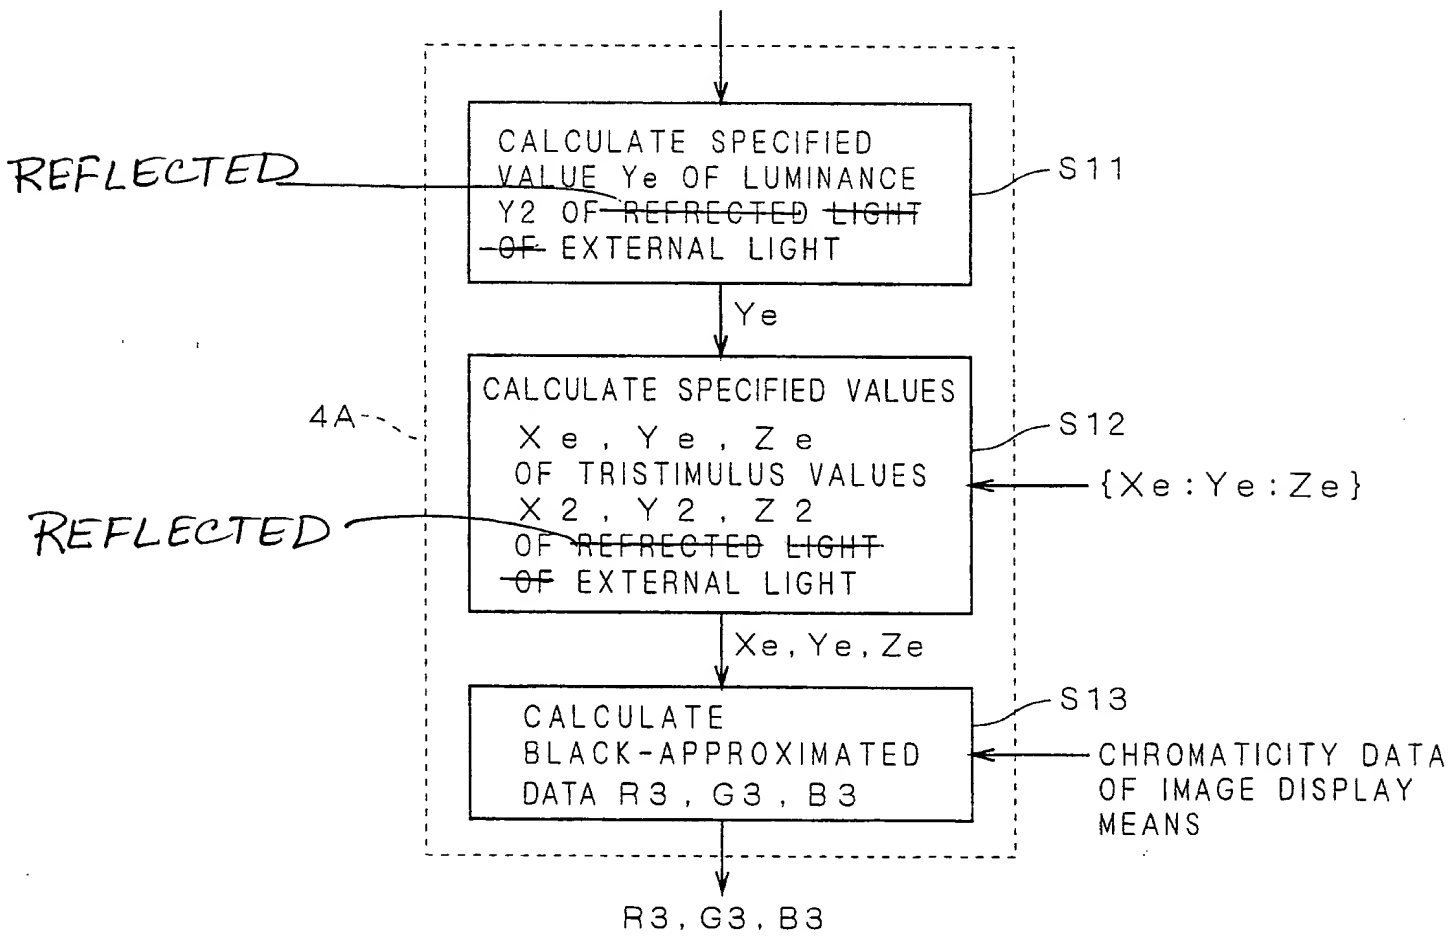 CALCULATE SPECIFIED
VALUE Ye OF LUMINANCE
Y2 OF REFRECTED LIGHT
OF EXTERNAL LIGHT
REFLECTED
S11
Ye
CALCULATE SPECIFIED VALUES
Xe, Ye, Ze
OF TRISTIMULUS VALUES
X2, Y2, Z2
OF REFRECTED LIGHT
OF EXTERNAL LIGHT
4A
S12
{Xe:Ye:Ze}
REFLECTED
Xe, Ye, Ze
CALCULATE
BLACK-APPROXIMATED
DATA R3, G3, B3
S13
CHROMATICITY DATA
OF IMAGE DISPLAY
MEANS
R3, G3, B3